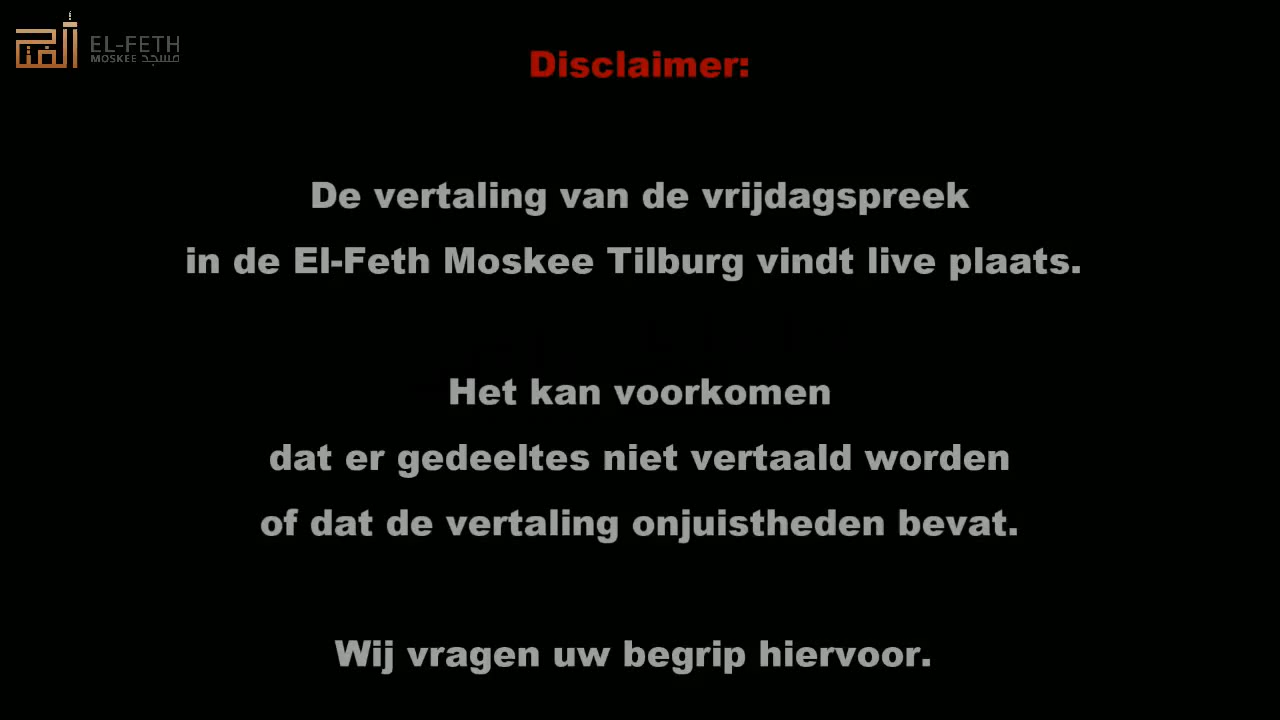 EL-FETH
MOSKEE مسجد
Disclaimer:
De vertaling van de vrijdagspreek
in de El-Feth Moskee Tilburg vindt live plaats.
Het kan voorkomen
dat er gedeeltes niet vertaald worden
of dat de vertaling onjuistheden bevat.
Wij vragen uw begrip hiervoor.